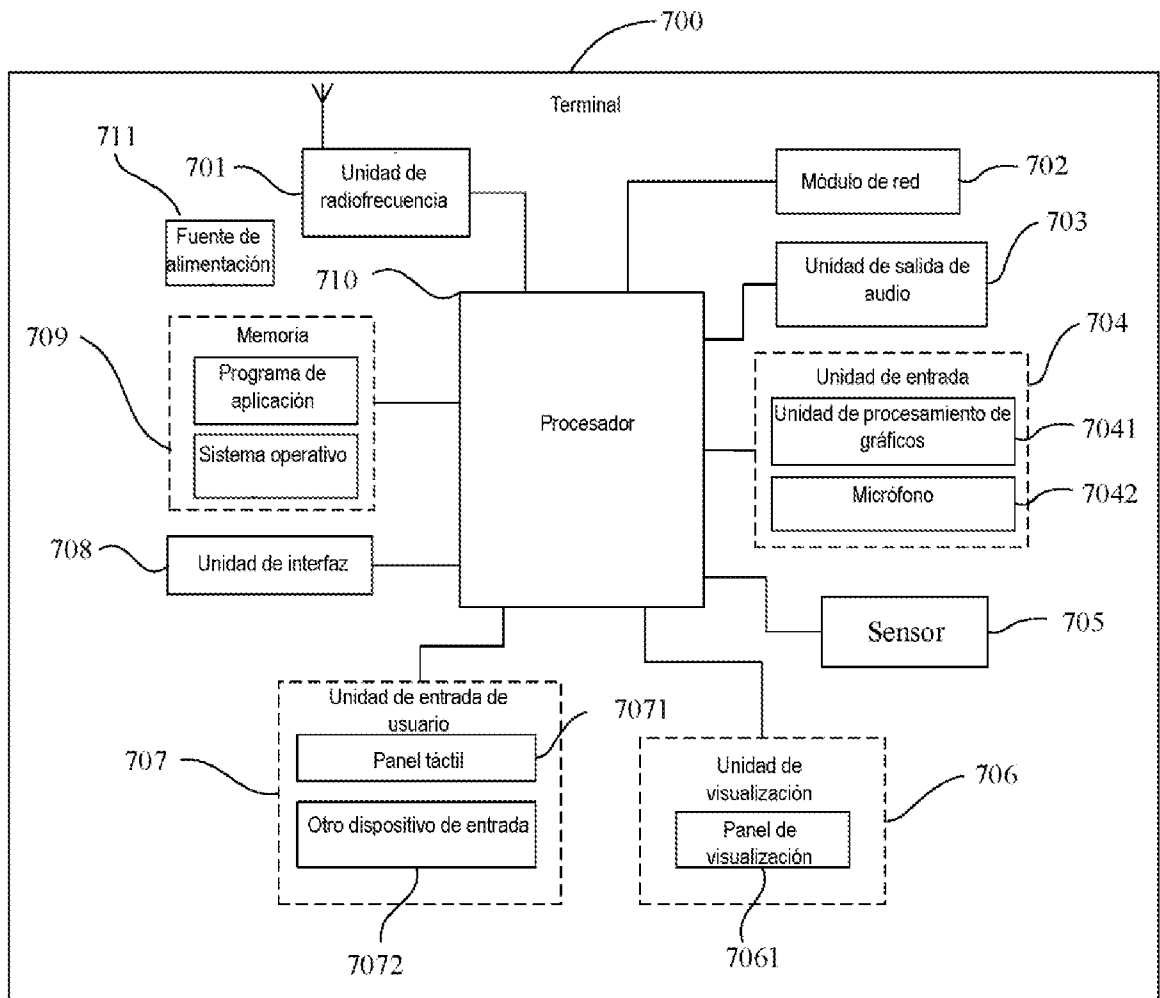 700
Terminal
711
701
Unidad de
radiofrecuencia
Módulo de red
702
Fuente de
alimentación
703
Unidad de salida de
audio
710
709
Memoria
Programa de
aplicación
Sistema operativo
Procesador
704
Unidad de entrada
Unidad de procesamiento de
gráficos
7041
Micrófono
7042
708
Unidad de interfaz
Sensor
705
Unidad de entrada de
usuario
7071
707
Panel táctil
Otro dispositivo de entrada
7072
Unidad de
visualización
706
Panel de
visualización
7061